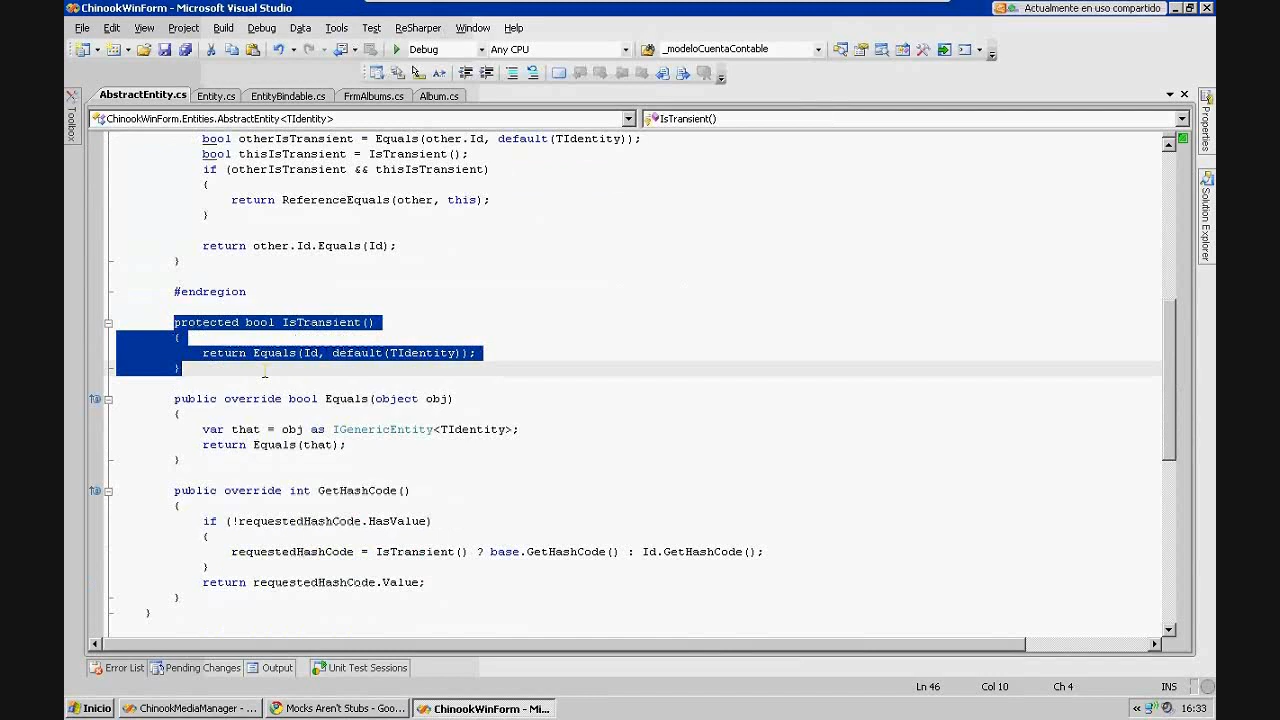 ChinookWinForm - Microsoft Visual Studio
Actualmente en uso compartido
File Edit View Project Build Debug Data Tools Test ReSharper Window Help
Debug Any CPU _modeloCuentaContable
AbstractEntity.cs Entity.cs EntityBindable.cs FrmAlbums.cs Album.cs
Toolbox
ChinookWinForm.Entities.AbstractEntity<TIdentity> IsTransient()
Properties
Solution Explorer
bool otherIsTransient = Equals(other.Id, default(TIdentity));
bool thisIsTransient = IsTransient();
if (otherIsTransient && thisIsTransient)
{
return ReferenceEquals(other, this);
}
return other.Id.Equals(Id);
}
#endregion
protected bool IsTransient()
{
return Equals(Id, default(TIdentity));
}
public override bool Equals(object obj)
{
var that = obj as IGenericEntity<TIdentity>;
return Equals(that);
}
public override int GetHashCode()
{
if (!requestedHashCode.HasValue)
{
requestedHashCode = IsTransient() ? base.GetHashCode() : Id.GetHashCode();
}
return requestedHashCode.Value;
}
}
Error List Pending Changes Output Unit Test Sessions
Ln 46 Col 10 Ch 4 INS
Inicio ChinookMediaManager - ... Mocks Aren't Stubs - Goo... ChinookWinForm - Mi... « 16:33